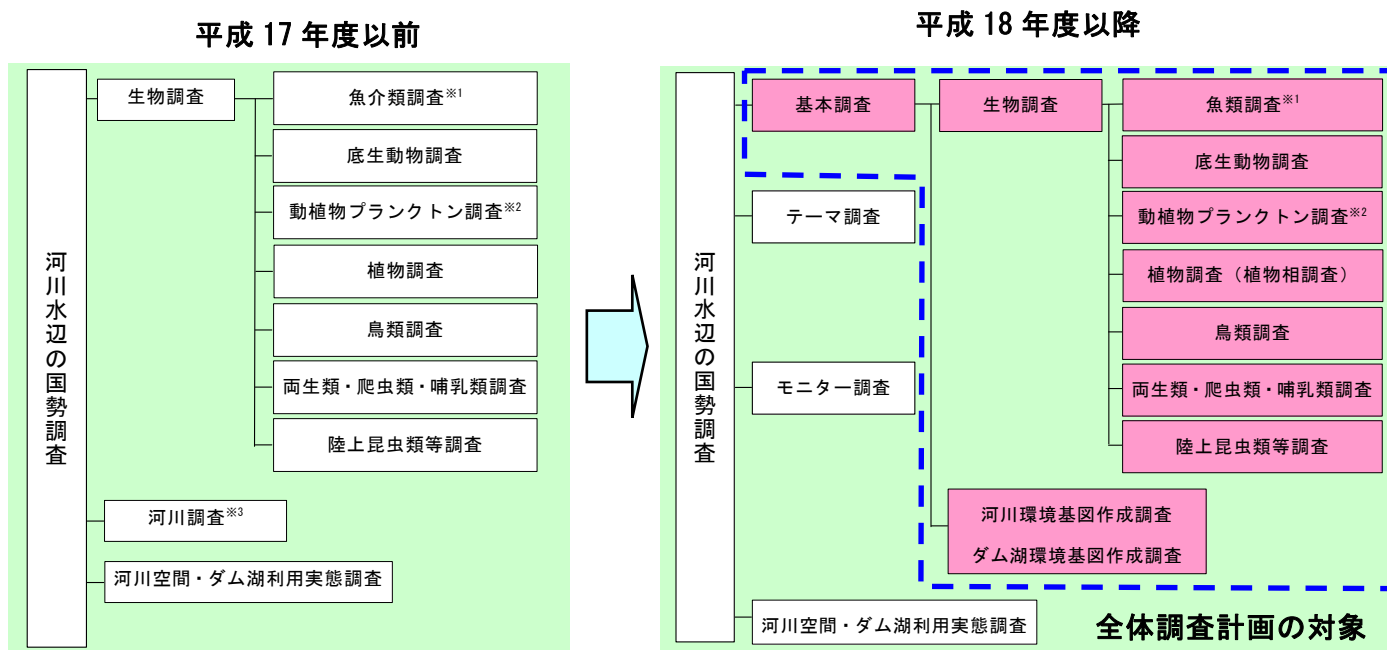 平成 17 年度以前
河川水辺の国勢調査
生物調査
魚介類調査※1
底生動物調査
動植物プランクトン調査※2
植物調査
鳥類調査
両生類・爬虫類・哺乳類調査
陸上昆虫類等調査
河川調査※3
河川空間・ダム湖利用実態調査
平成 18 年度以降
河川水辺の国勢調査
基本調査
生物調査
魚類調査※1
底生動物調査
動植物プランクトン調査※2
植物調査（植物相調査）
鳥類調査
両生類・爬虫類・哺乳類調査
陸上昆虫類等調査
河川環境基図作成調査
ダム湖環境基図作成調査
テーマ調査
モニター調査
河川空間・ダム湖利用実態調査
全体調査計画の対象